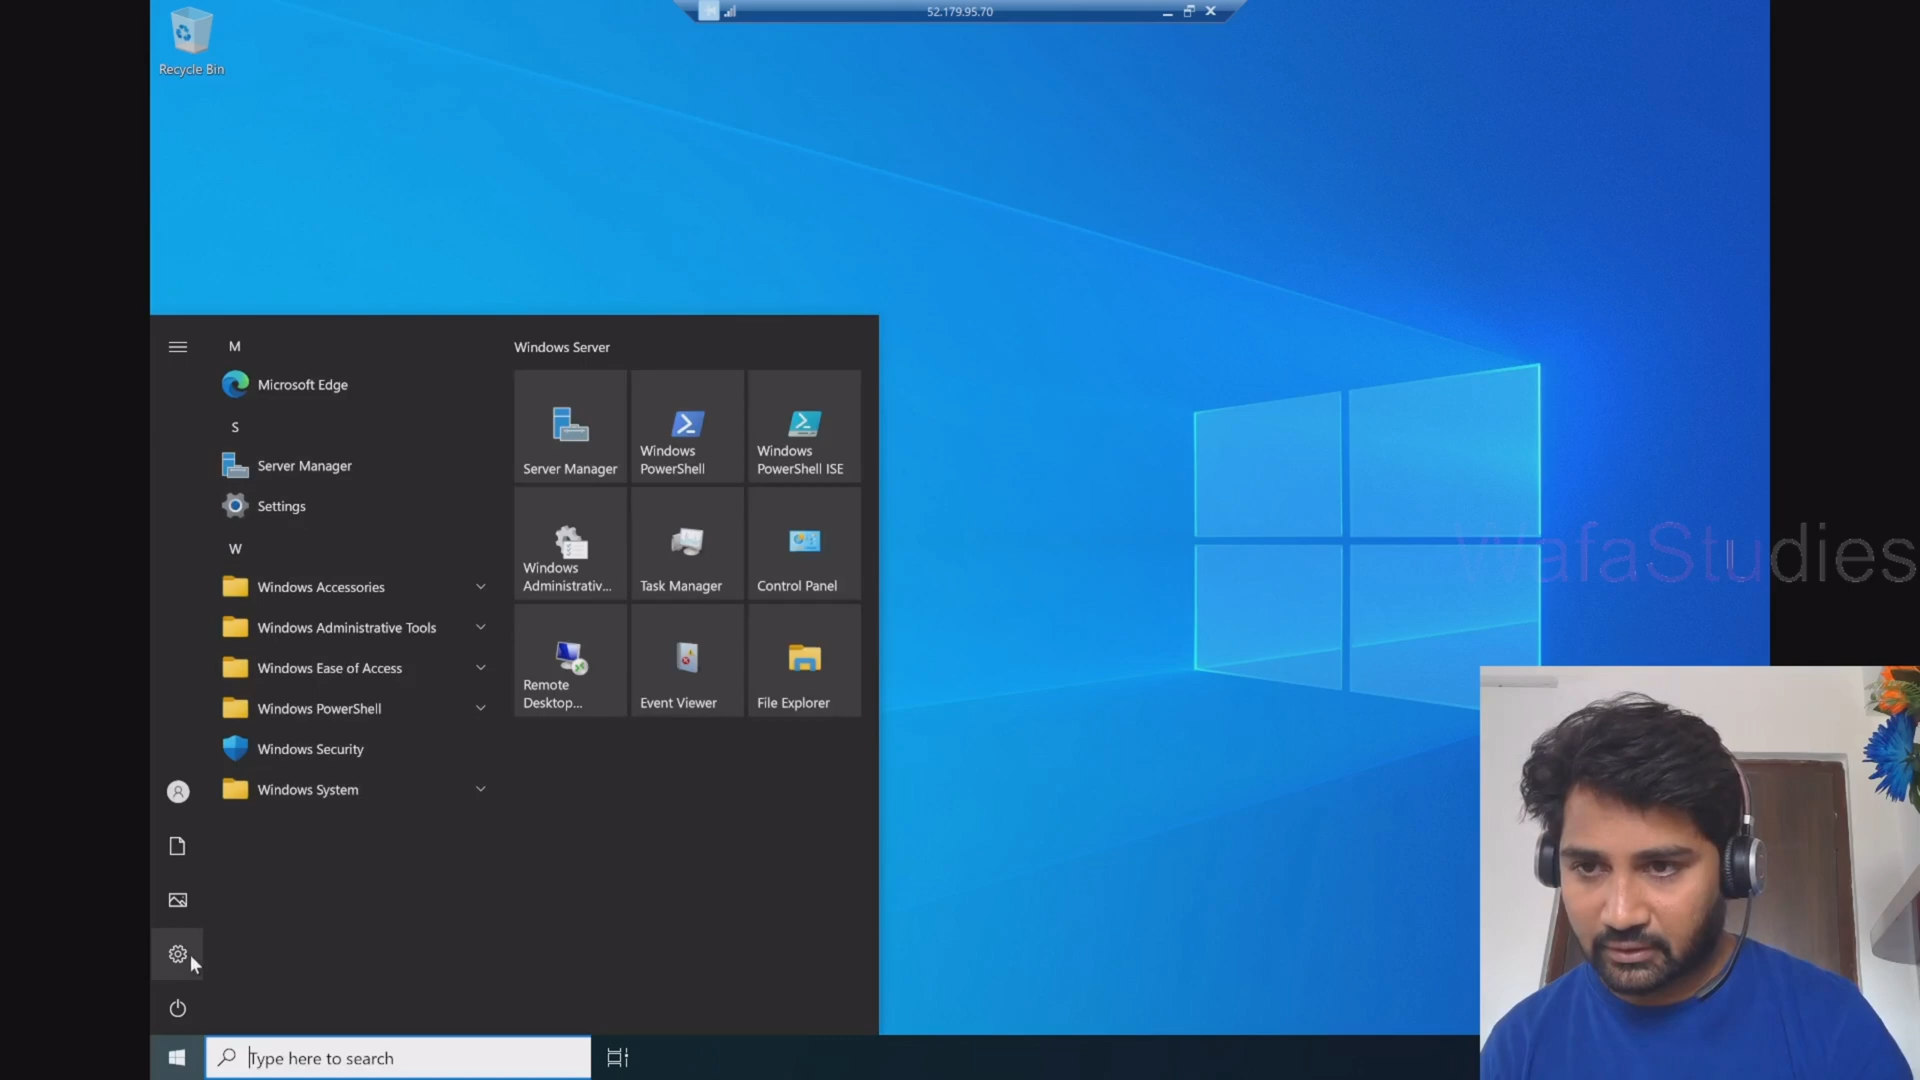 52.179.95.70
Recycle Bin
M
Microsoft Edge
S
Server Manager
Settings
W
Windows Accessories
Windows Administrative Tools
Windows Ease of Access
Windows PowerShell
Windows Security
Windows System
Windows Server
Server Manager
Windows
PowerShell
Windows
PowerShell ISE
Windows
Administrativ...
Task Manager
Control Panel
Remote
Desktop...
Event Viewer
File Explorer
WafaStudies
Type here to search